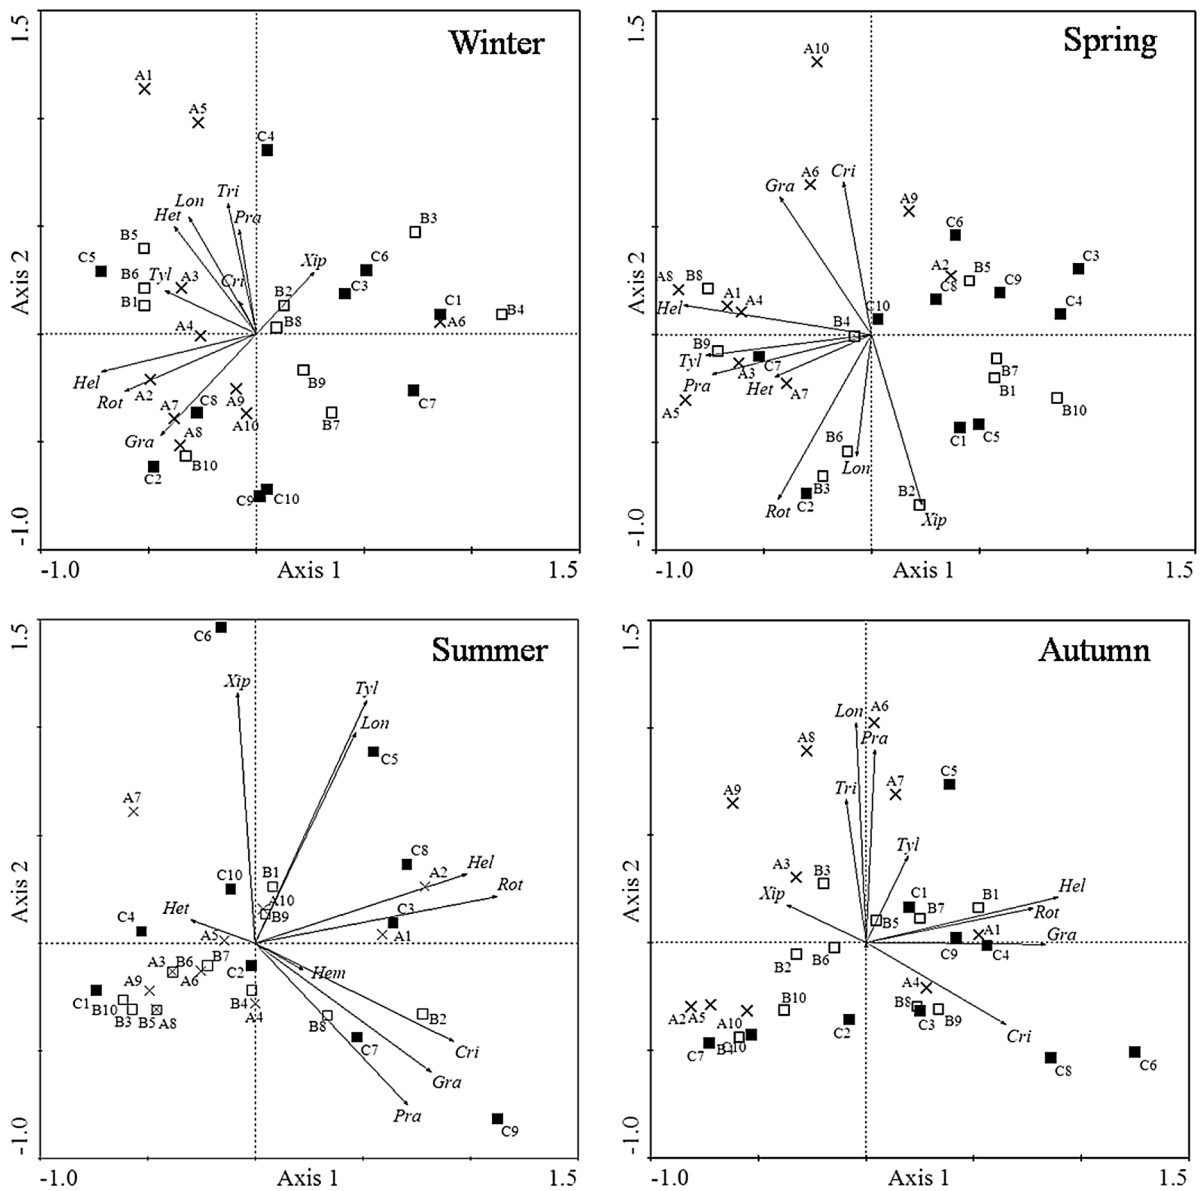 1.5
Winter
A1
A5
C4
Tri
Lon
Het
Pra
B3
B5
C5
Xip
C6
B6
Tyl
A3
Cri
C3
B1
B2
C1
B4
A6
B8
A4
Axis 2
Hel
Rot
A2
B9
C7
A7
C8
A9
A10
B7
Gra
A8
B10
C2
C9
C10
-1.0
-1.0
Axis 1
1.5
1.5
Spring
A10
A6
Cri
Gra
A9
C6
C3
A2
B5
C9
C8
A8
B8
A1
A4
Hel
C10
C4
B4
Axis 2
B9
Tyl
A3
C7
Pra
Het
A7
B7
B1
A5
B10
B6
C1
C5
Lon
B3
C2
B2
Rot
Xip
-1.0
-1.0
Axis 1
1.5
1.5
Summer
C6
Xip
Tyl
Lon
C5
A7
C8
Hel
C10
B1
A2
Rot
A10
B9
C3
Het
C4
A5
A1
Axis 2
A3
B6
B7
A6
C2
Hem
A9
C1
B10
B3
B5
A8
B4
A4
B8
B2
C7
Cri
Gra
Pra
C9
-1.0
-1.0
Axis 1
1.5
1.5
Autumn
Lon
A6
A8
Pra
C5
A9
Tri
A7
Tyl
A3
B3
Xip
Hel
C1
B1
B7
Rot
B5
A1
Gra
C9
C4
Axis 2
B2
B6
A4
A2
A5
A10
B10
C2
B8
C3
B9
Cri
C7
B4
C10
C8
C6
-1.0
-1.0
Axis 1
1.5